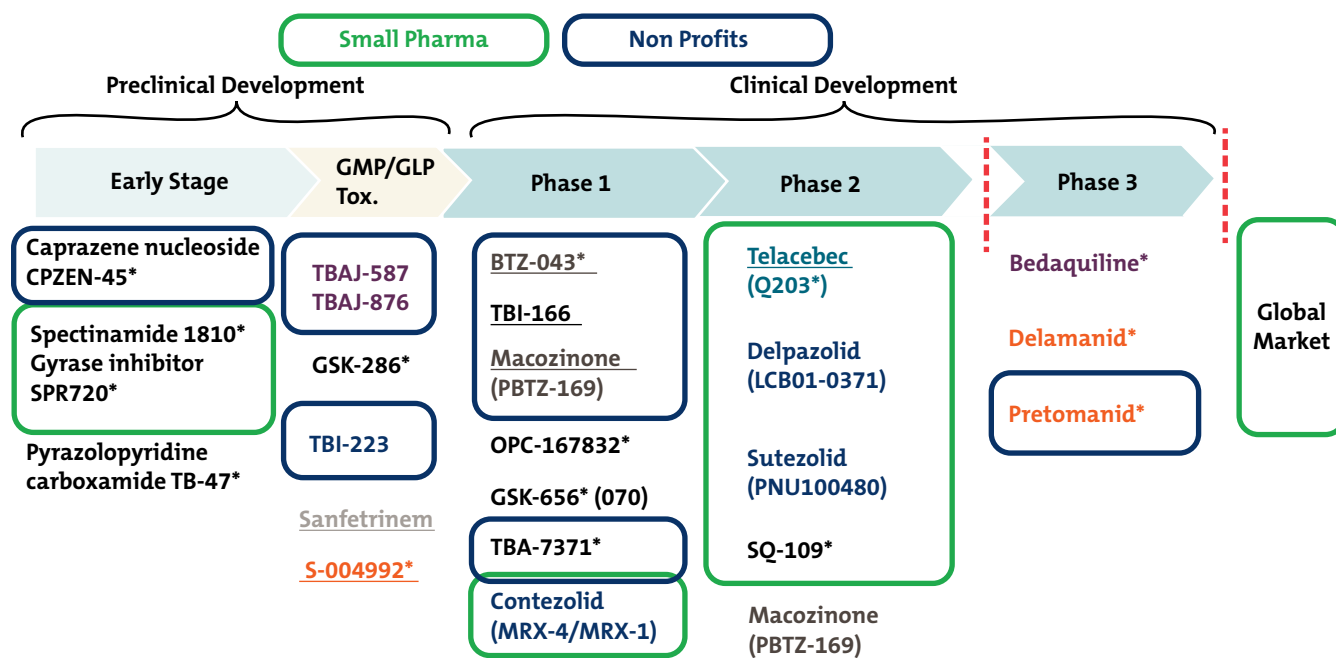 Small Pharma
Non Profits
Preclinical Development
Clinical Development
Early Stage
GMP/GLP
Tox.
Phase 1
Phase 2
Phase 3
Caprazene nucleoside
CPZEN-45*
Spectinamide 1810*
Gyrase inhibitor
SPR720*
Pyrazolopyridine
carboxamide TB-47*
TBAJ-587
TBAJ-876
GSK-286*
TBI-223
Sanfetrinem
S-004992*
BTZ-043*
TBI-166
Macozinone
(PBTZ-169)
OPC-167832*
GSK-656* (070)
TBA-7371*
Contezolid
(MRX-4/MRX-1)
Telacebec
(Q203*)
Delpazolid
(LCB01-0371)
Sutezolid
(PNU100480)
SQ-109*
Macozinone
(PBTZ-169)
Bedaquiline*
Delamanid*
Pretomanid*
Global
Market